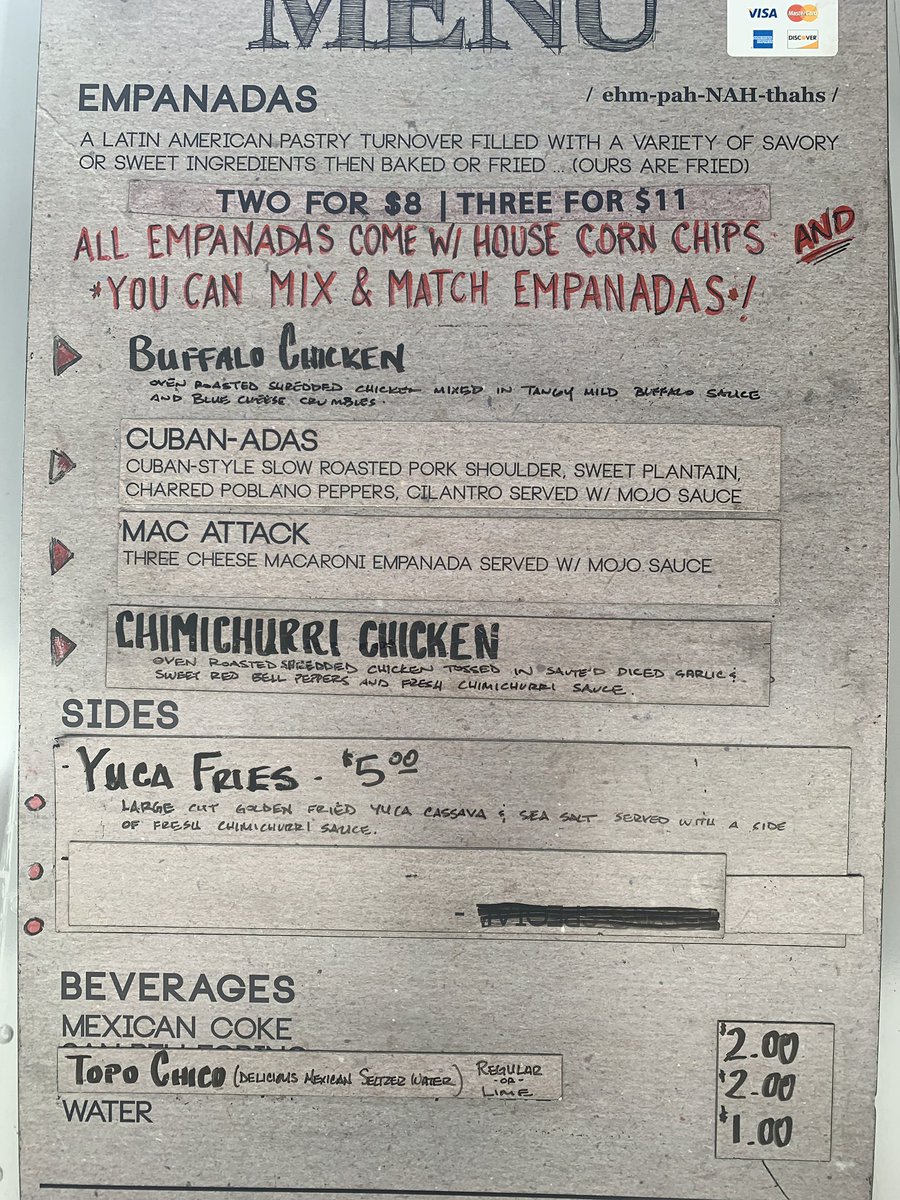 MENU
VISA MasterCard
AMERICAN EXPRESS DISCOVER
EMPANADAS / ehm-pah-NAH-thahs /
A LATIN AMERICAN PASTRY TURNOVER FILLED WITH A VARIETY OF SAVORY
OR SWEET INGREDIENTS THEN BAKED OR FRIED ... (OURS ARE FRIED)
TWO FOR $8 | THREE FOR $11
ALL EMPANADAS COME W/ HOUSE CORN CHIPS AND
*YOU CAN MIX & MATCH EMPANADAS*!
BUFFALO CHICKEN
OVEN ROASTED SHREDDED CHICKEN MIXED IN TANGY MILD BUFFALO SAUCE
AND BLUE CHEESE CRUMBLES
CUBAN-ADAS
CUBAN-STYLE SLOW ROASTED PORK SHOULDER, SWEET PLANTAIN,
CHARRED POBLANO PEPPERS, CILANTRO SERVED W/ MOJO SAUCE
MAC ATTACK
THREE CHEESE MACARONI EMPANADA SERVED W/ MOJO SAUCE
CHIMICHURRI CHICKEN
OVEN ROASTED SHREDDED CHICKEN TOSSED IN SAUTE'D DICED GARLIC &
SWEET RED BELL PEPPERS AND FRESH CHIMICHURRI SAUCE.
SIDES
YUCA FRIES - $5.00
LARGE CUT GOLDEN FRIED YUCA CASSAVA & SEA SALT SERVED WITH A SIDE
OF FRESH CHIMICHURRI SAUCE.
BEVERAGES
MEXICAN COKE $2.00
TOPO CHICO (DELICIOUS MEXICAN SELTZER WATER) REGULAR -OR- LIME $2.00
WATER $1.00